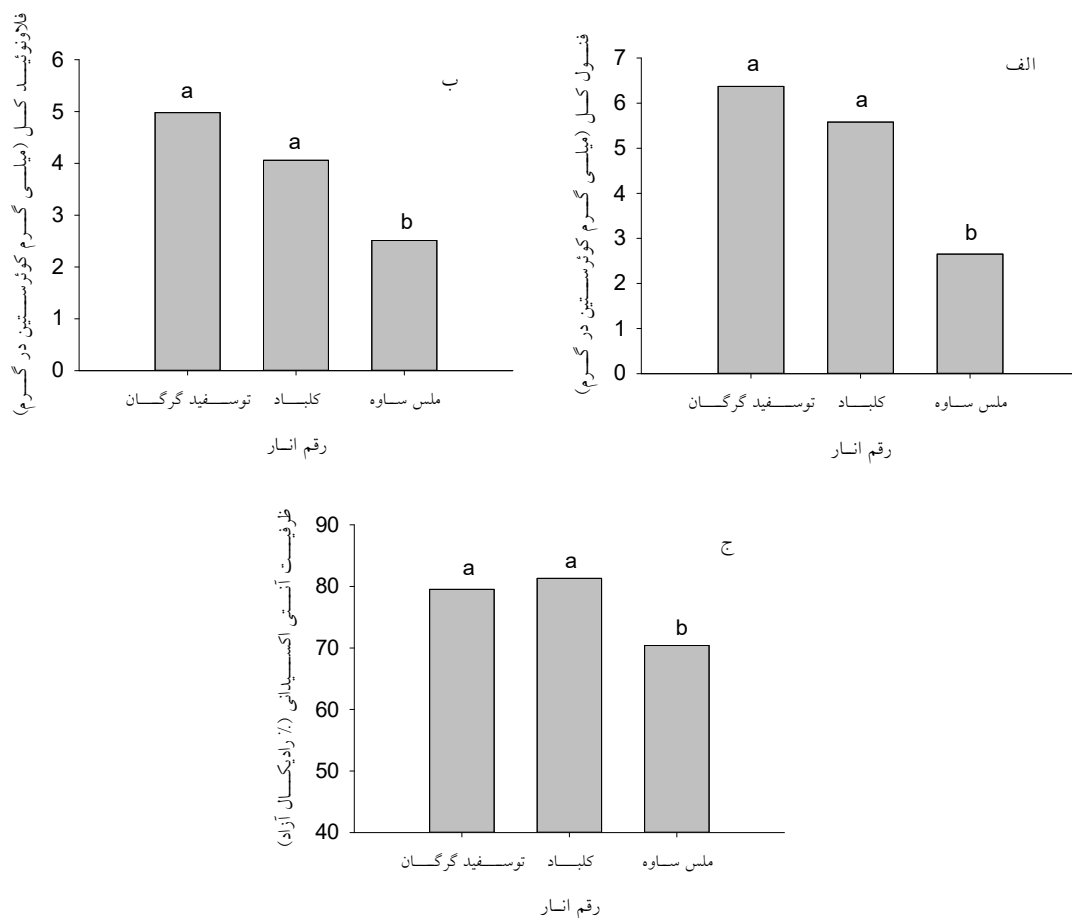 الف
فنول کل (میلی گرم کوئرستین در گرم)
7
6
5
4
3
2
1
0
a
a
b
توسفید گرگان
کلباد
ملس ساوه
رقم انار
ب
فلاونوئید کل (میلی گرم کوئرستین در گرم)
6
5
4
3
2
1
0
a
a
b
توسفید گرگان
کلباد
ملس ساوه
رقم انار
ج
ظرفیت آنتی اکسیدانی (٪ رادیکال آزاد)
90
80
70
60
50
40
a
a
b
توسفید گرگان
کلباد
ملس ساوه
رقم انار